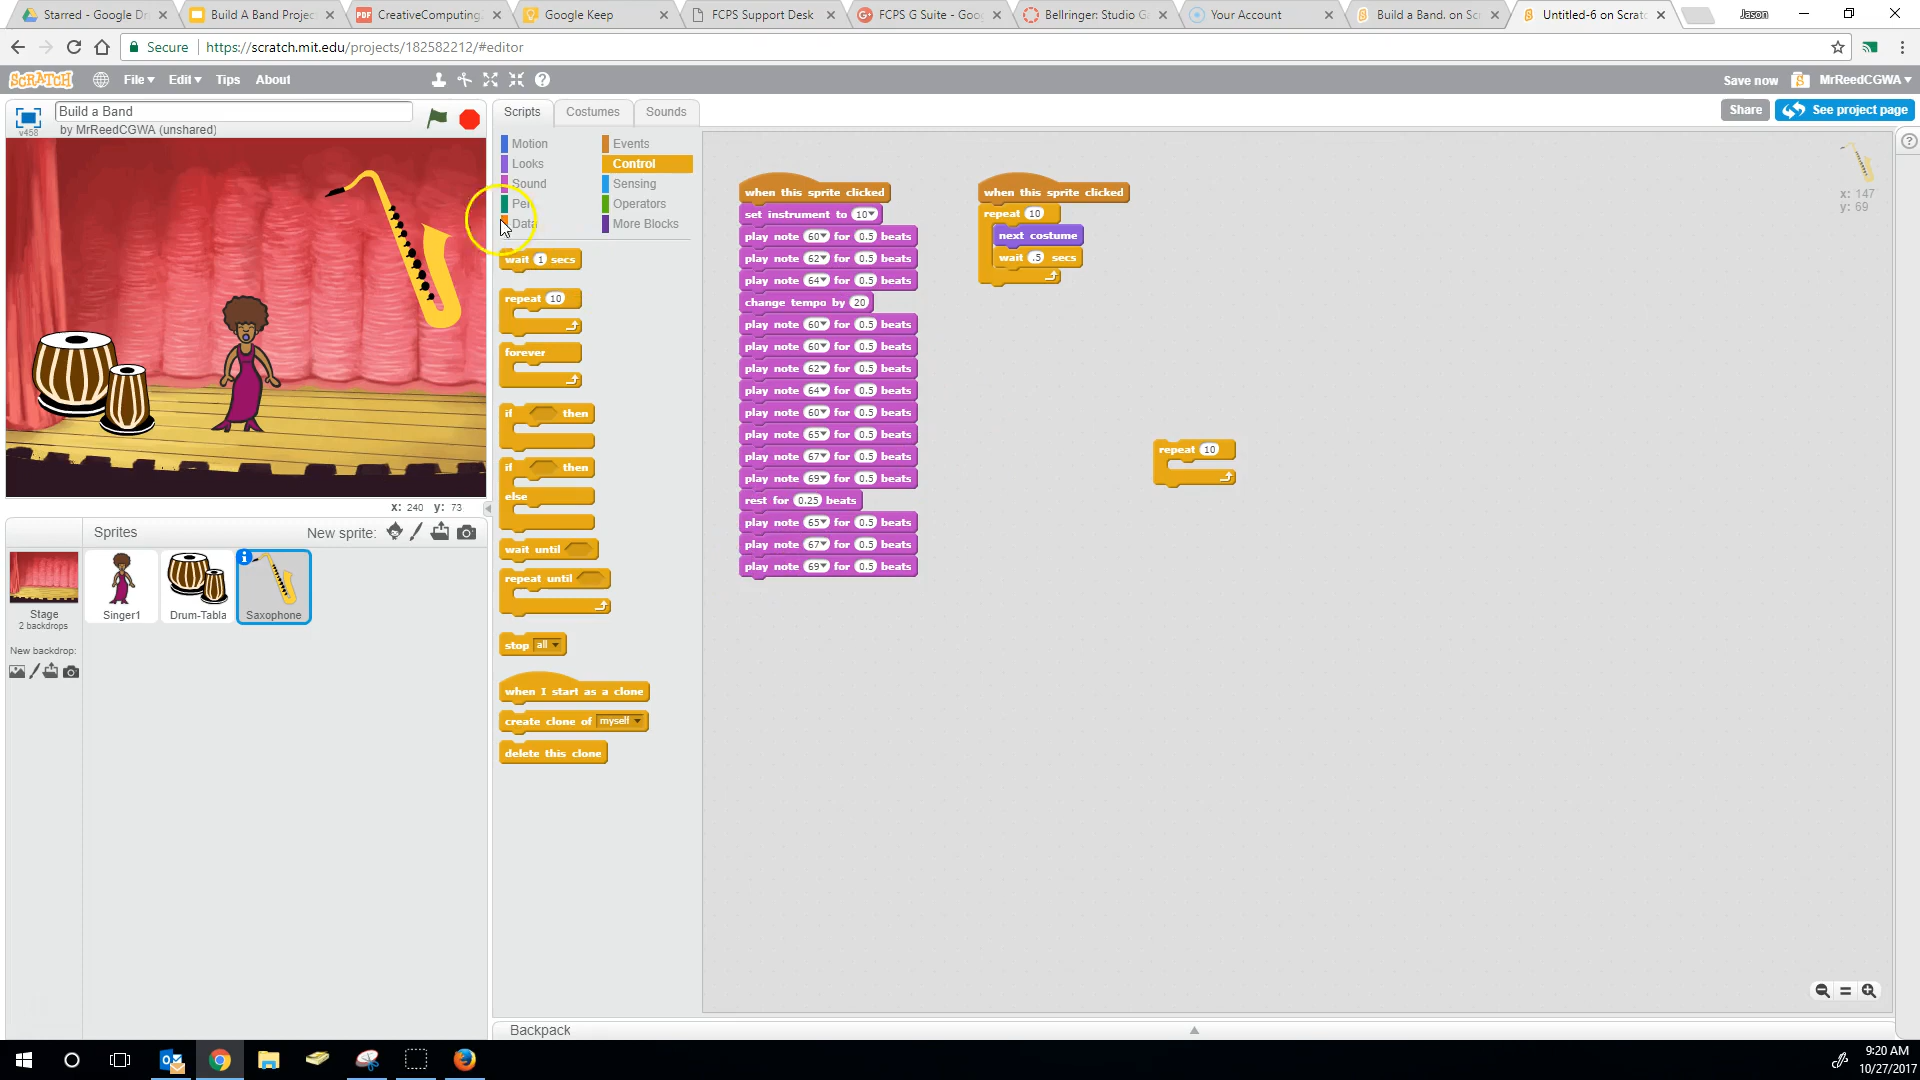 Starred - Google Dr
Build A Band Projec
CreativeComputing
Google Keep
FCPS Support Desk
FCPS G Suite - Goo
Bellringer: Studio G
Your Account
Build a Band. on Sc
Untitled-6 on Scratc
Jason
Secure
https://scratch.mit.edu/projects/182582212/#editor
SCRATCH
File
Edit
Tips
About
Save now
MrReedCGWA
v458
Build a Band
by MrReedCGWA (unshared)
Scripts
Costumes
Sounds
Share
See project page
Motion
Looks
Sound
Pen
Data
Events
Control
Sensing
Operators
More Blocks
wait 1 secs
repeat 10
forever
if then
if then
else
wait until
repeat until
stop all
when I start as a clone
create clone of myself
delete this clone
when this sprite clicked
set instrument to 10
play note 60 for 0.5 beats
play note 62 for 0.5 beats
play note 64 for 0.5 beats
change tempo by 20
play note 60 for 0.5 beats
play note 60 for 0.5 beats
play note 62 for 0.5 beats
play note 64 for 0.5 beats
play note 60 for 0.5 beats
play note 65 for 0.5 beats
play note 67 for 0.5 beats
play note 69 for 0.5 beats
rest for 0.25 beats
play note 65 for 0.5 beats
play note 67 for 0.5 beats
play note 69 for 0.5 beats
when this sprite clicked
repeat 10
next costume
wait .5 secs
repeat 10
x: 147
y: 69
x: 240 y: 73
Sprites
New sprite:
Stage
2 backdrops
New backdrop:
Singer1
Drum-Tabla
Saxophone
Backpack
9:20 AM
10/27/2017